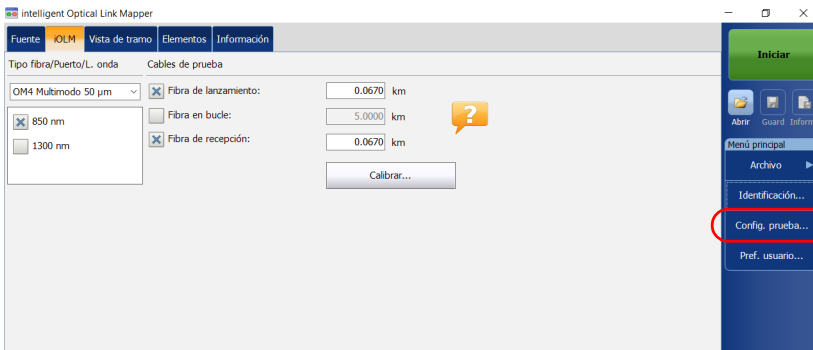 intelligent Optical Link Mapper
Fuente iOLM Vista de tramo Elementos Información
Tipo fibra/Puerto/L. onda Cables de prueba
OM4 Multimodo 50 µm
850 nm
1300 nm
Fibra de lanzamiento: 0.0670 km
Fibra en bucle: 5.0000 km
Fibra de recepción: 0.0670 km
?
Calibrar...
Iniciar
Abrir Guard Inform
Menú principal
Archivo
Identificación...
Config. prueba...
Pref. usuario...